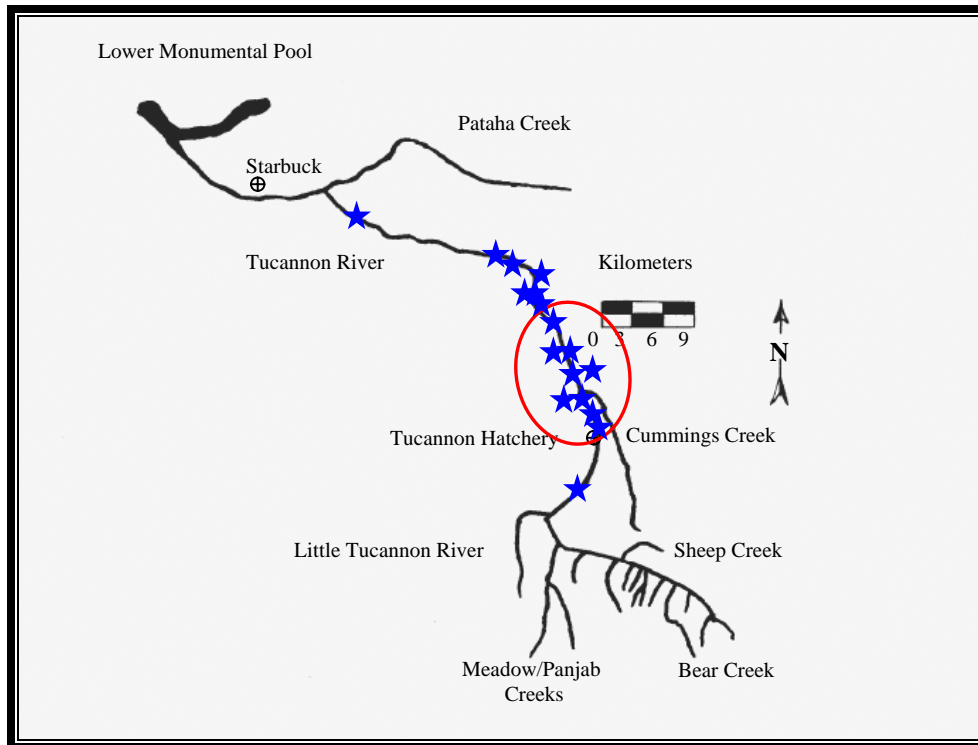 Lower Monumental Pool
Pataha Creek
Starbuck
Tucannon River
Kilometers
0 3 6 9
N
Tucannon Hatchery
Cummings Creek
Little Tucannon River
Sheep Creek
Meadow/Panjab
Creeks
Bear Creek